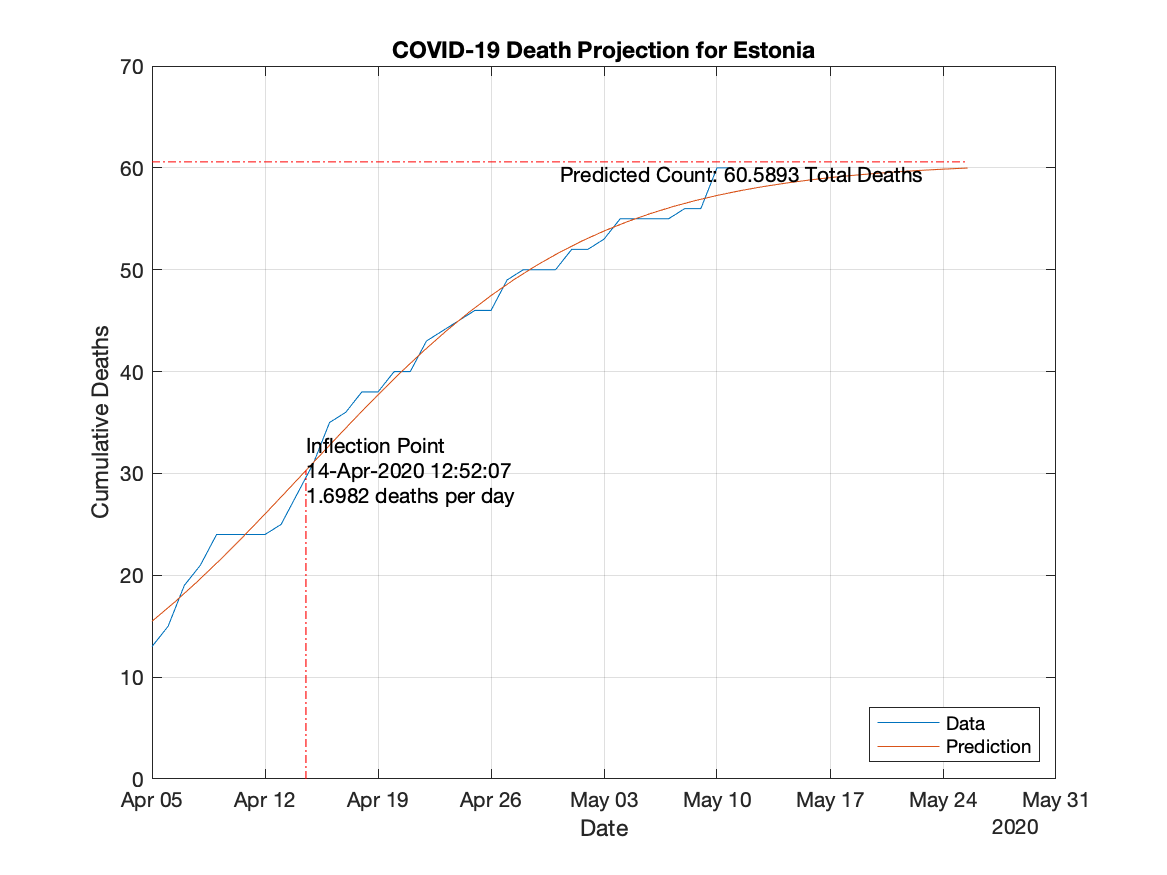 COVID-19 Death Projection for Estonia
70
60
50
40
30
20
10
0
Cumulative Deaths
Predicted Count: 60.5893 Total Deaths
Inflection Point
14-Apr-2020 12:52:07
1.6982 deaths per day
Data
Prediction
Apr 05 Apr 12 Apr 19 Apr 26 May 03 May 10 May 17 May 24 May 31
Date
2020